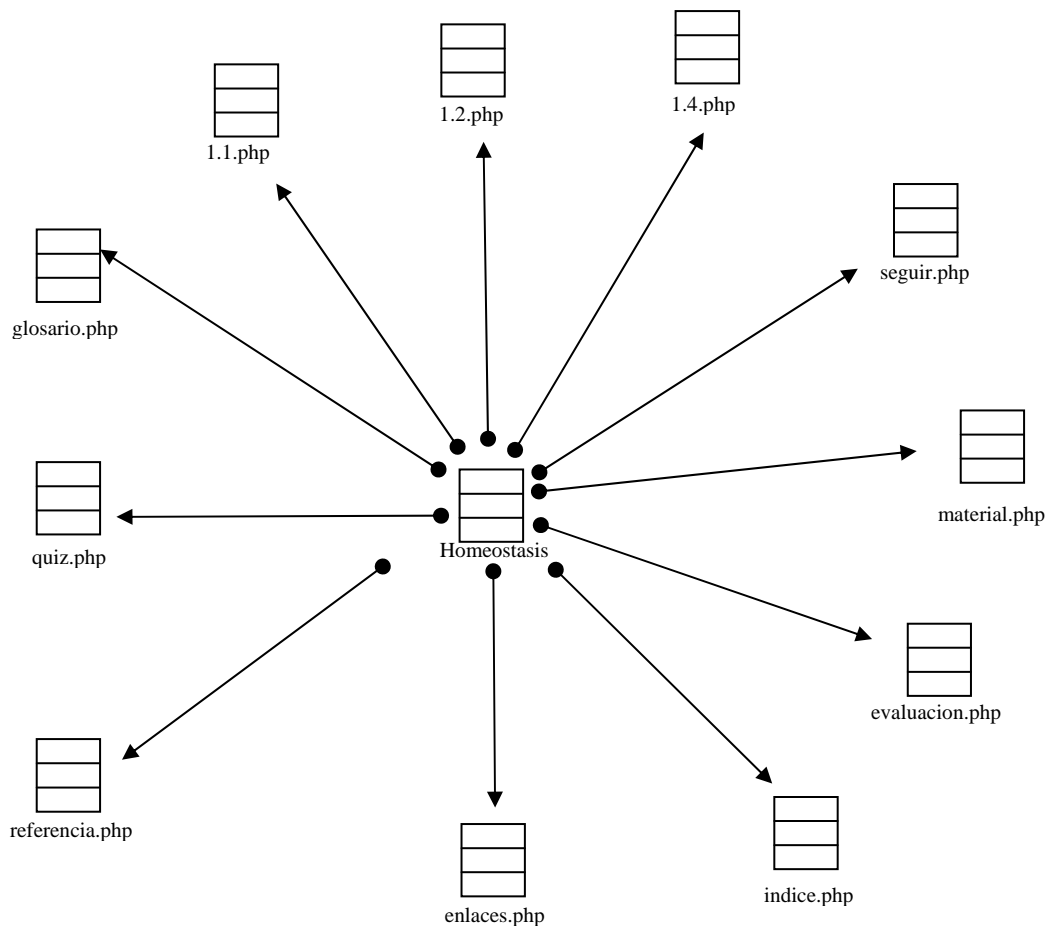 1.4.php
1.2.php
1.1.php
seguir.php
glosario.php
material.php
Homeostasis
quiz.php
evaluacion.php
referencia.php
indice.php
enlaces.php